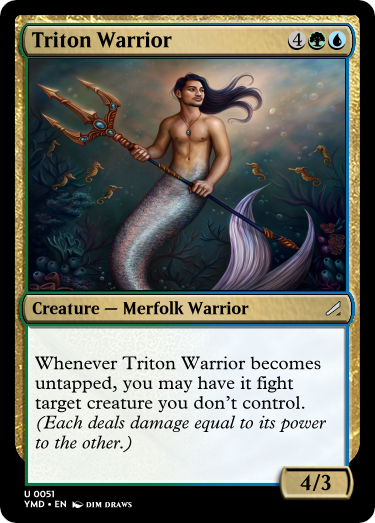 Triton Warrior 4
Creature — Merfolk Warrior
Whenever Triton Warrior becomes
untapped, you may have it fight
target creature you don't control.
(Each deals damage equal to its power
to the other.)
4/3
U 0051
YMD • EN DIM DRAWS